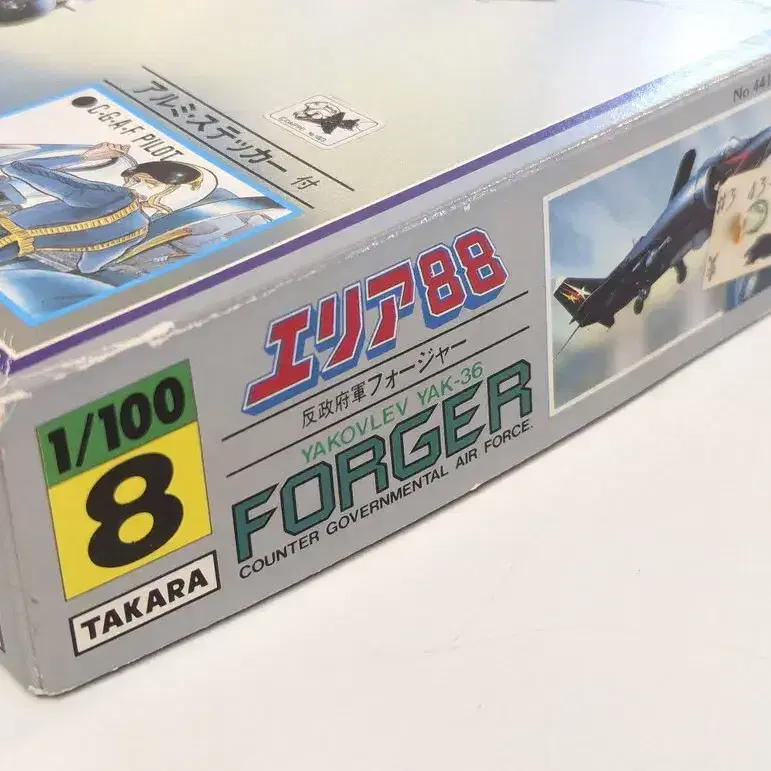 アルミ・ステッカー付
●C・G・A・F PILOT
No.441
エリア88
反政府軍フォージャー
YAKOVLEV YAK-36
FORGER
COUNTER GOVERNMENTAL AIR FORCE.
1/100
8
TAKARA
¥